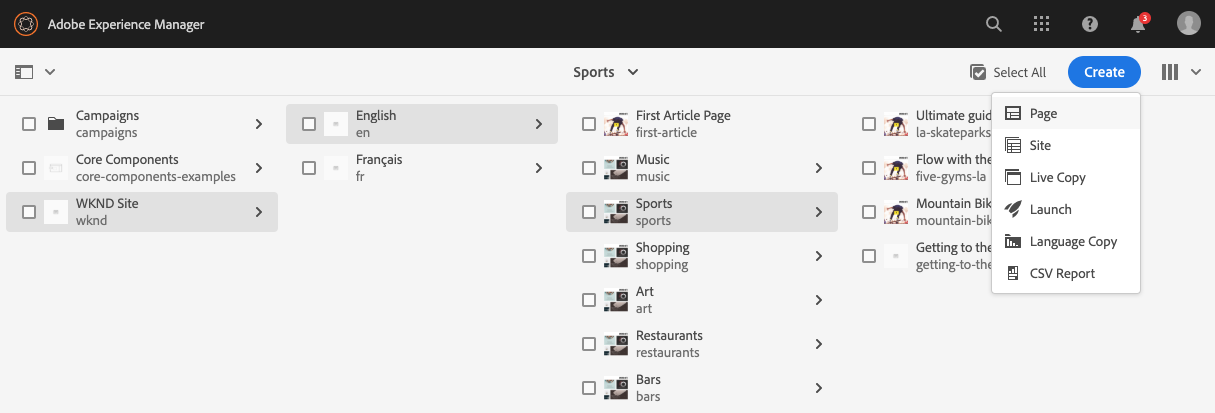 Adobe Experience Manager
3
Sports
Select All
Create
Campaigns
campaigns
Core Components
core-components-examples
WKND Site
wknd
English
en
Français
fr
First Article Page
first-article
Music
music
Sports
sports
Shopping
shopping
Art
art
Restaurants
restaurants
Bars
bars
Ultimate guid
la-skateparks
Flow with the
five-gyms-la
Mountain Bik
mountain-bik
Getting to the
getting-to-the
Page
Site
Live Copy
Launch
Language Copy
CSV Report